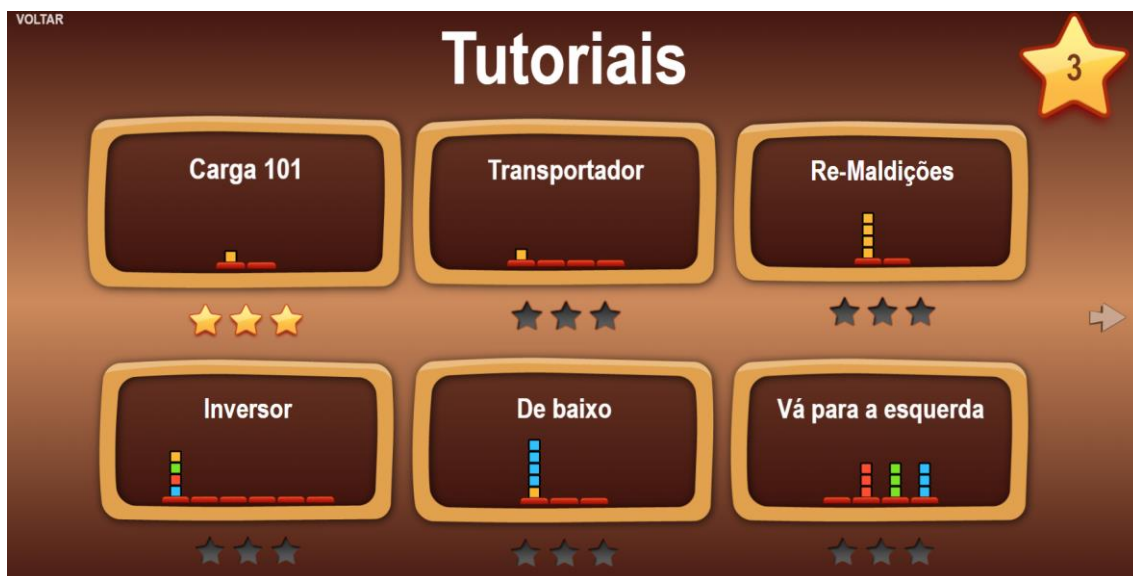 VOLTAR
Tutoriais
3
Carga 101
Transportador
Re-Maldições
Inversor
De baixo
Vá para a esquerda